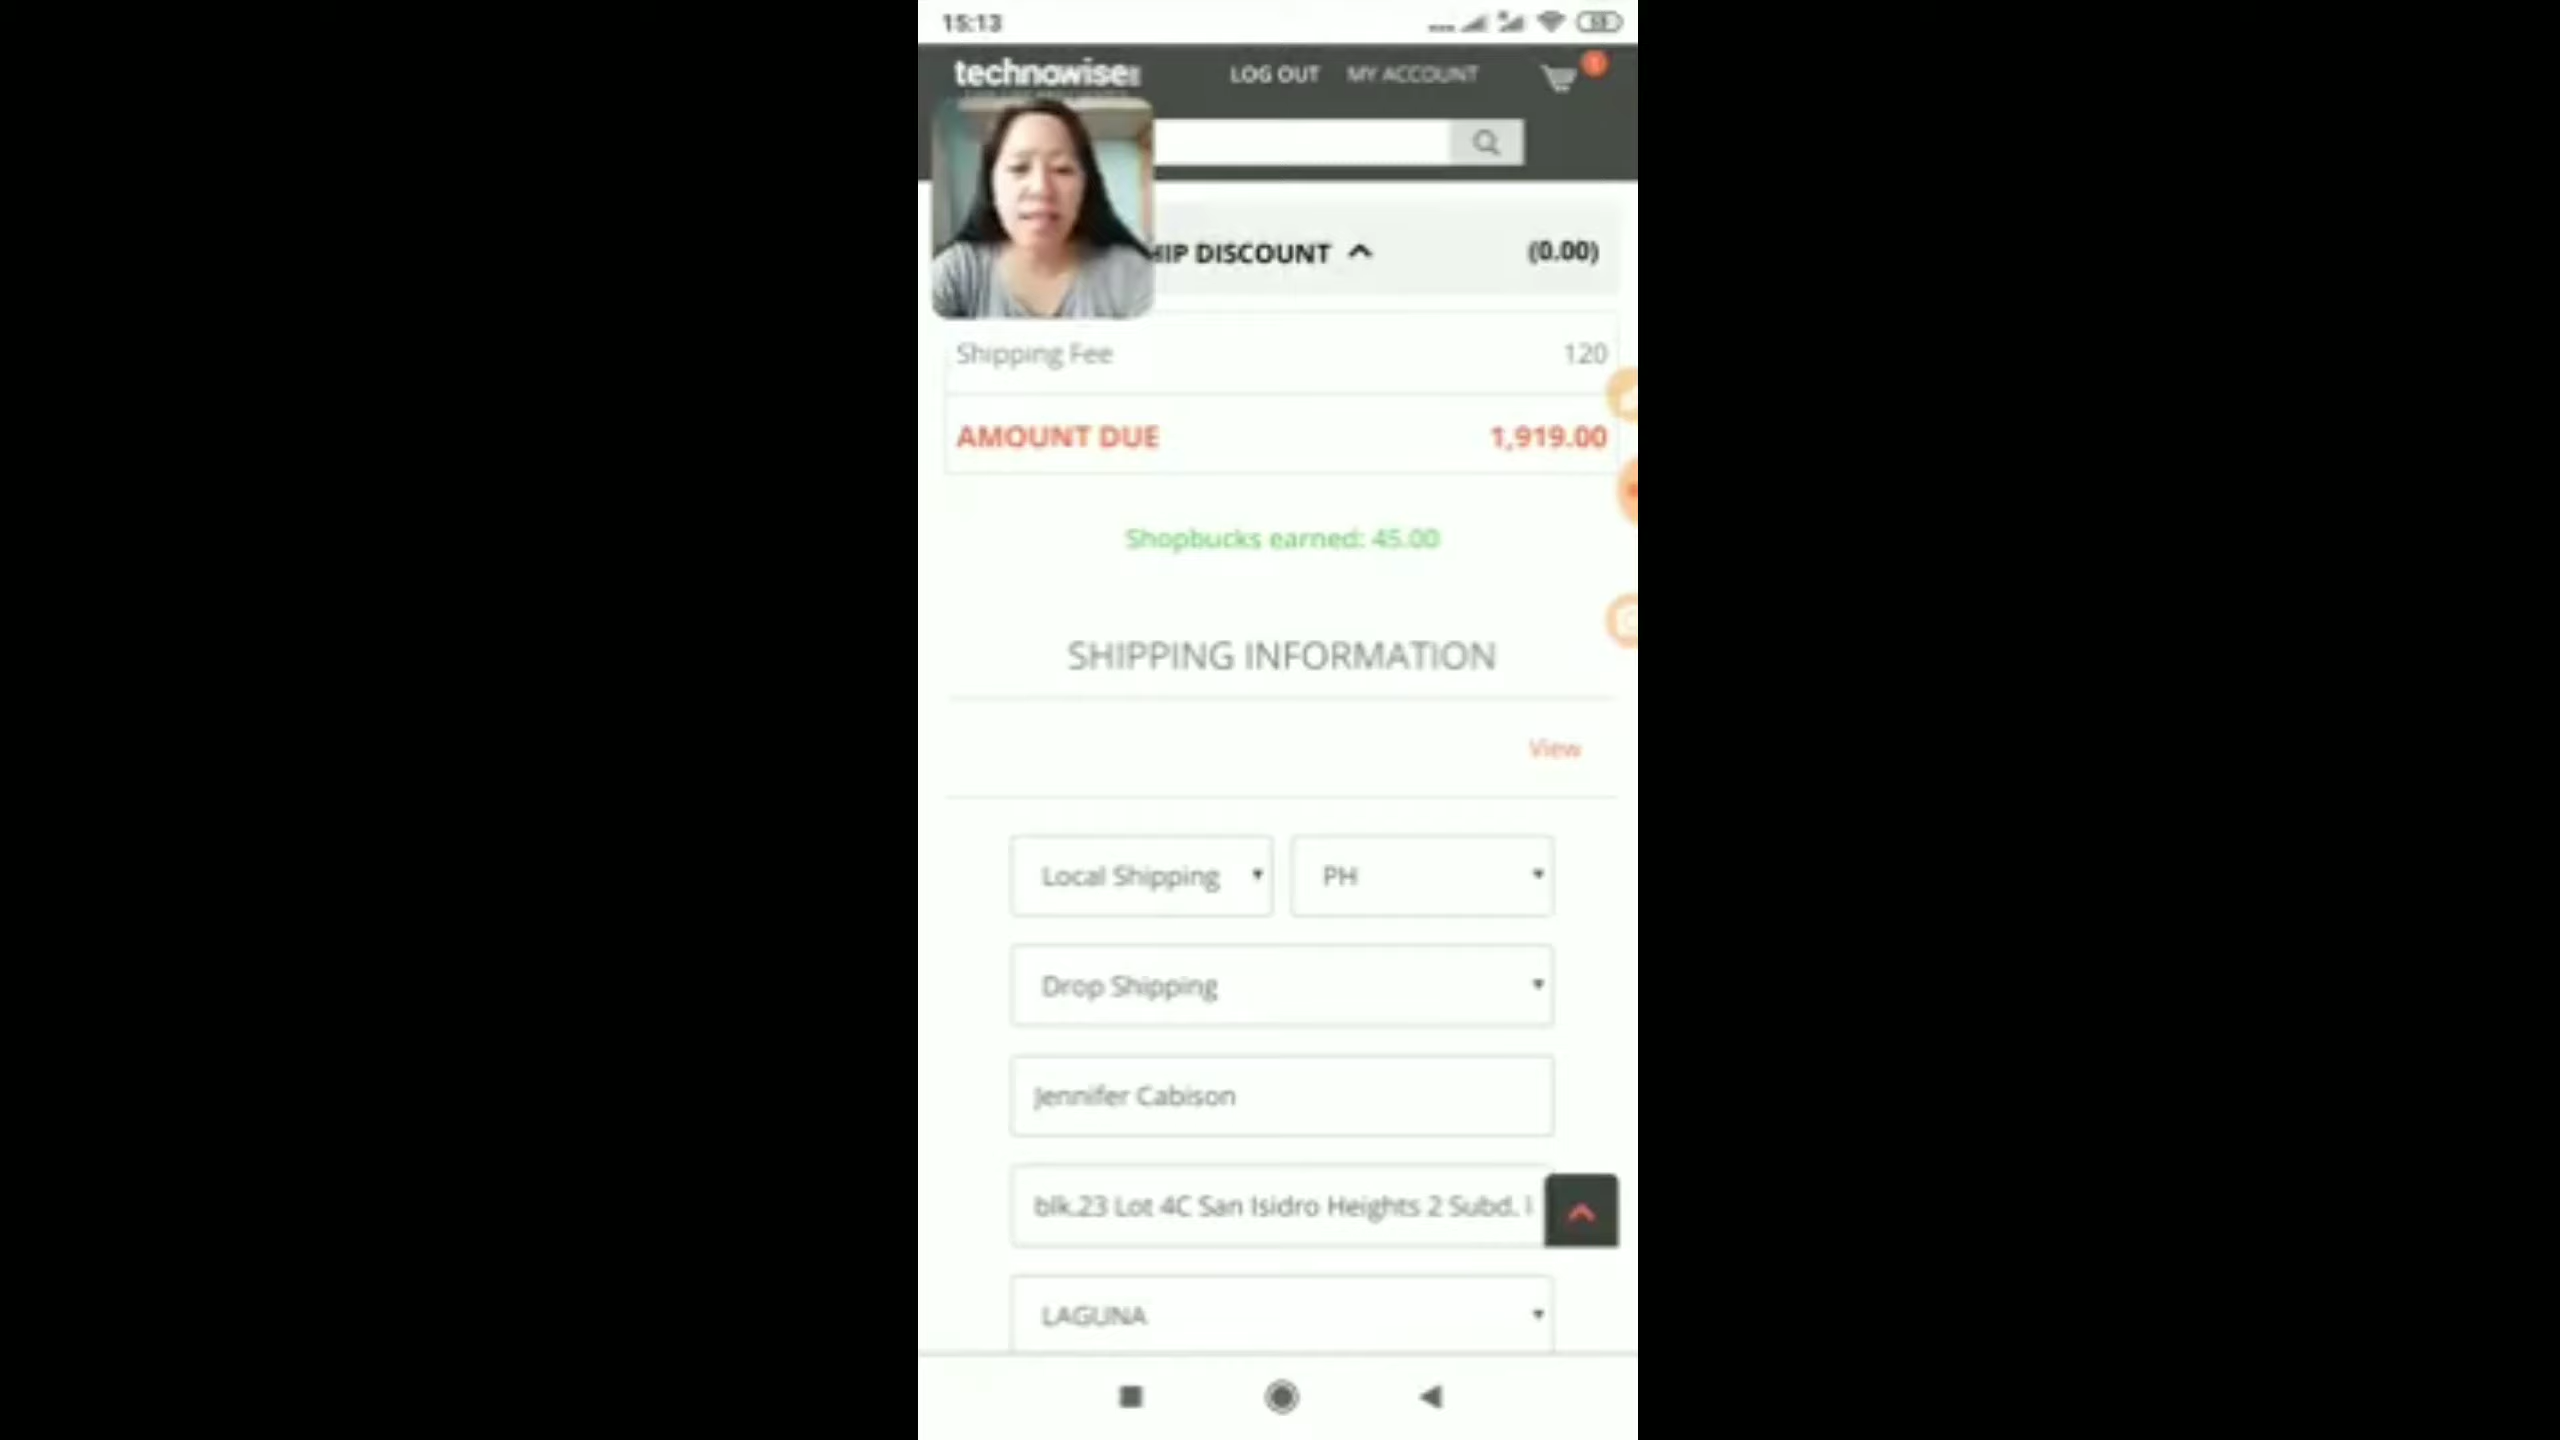 15:13
technowise
LOG OUT MY ACCOUNT
HIP DISCOUNT (0.00)
Shipping Fee 120
AMOUNT DUE 1,919.00
Shopbucks earned: 45.00
SHIPPING INFORMATION
View
Local Shipping PH
Drop Shipping
Jennifer Cabison
blk.23 Lot 4C San Isidro Heights 2 Subd.
LAGUNA